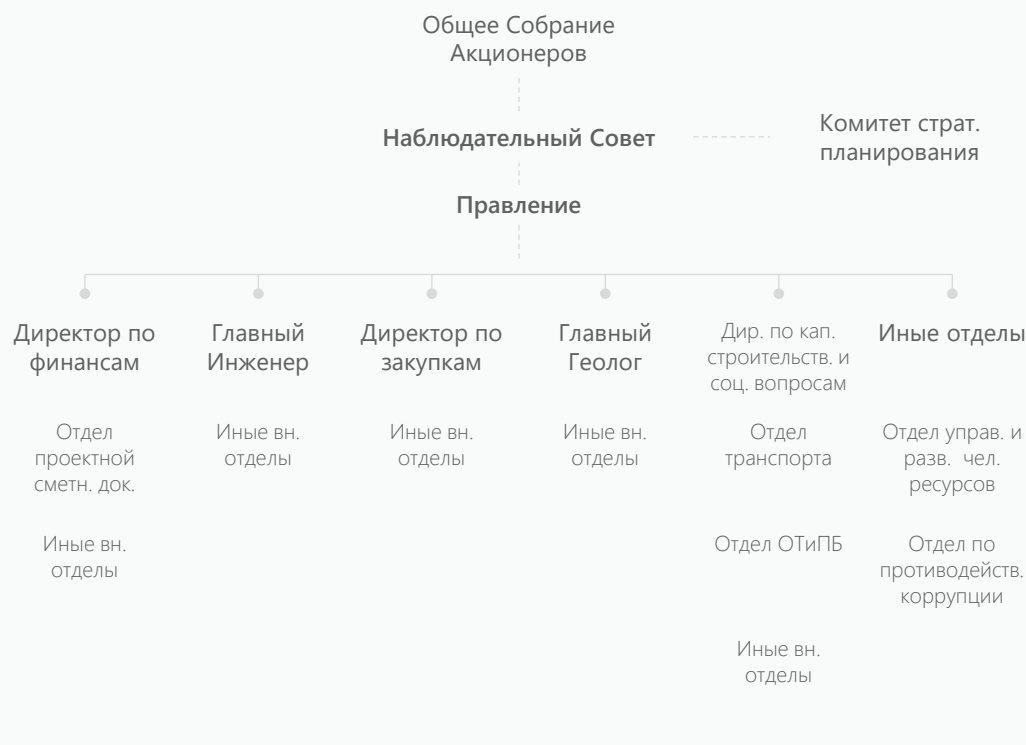 Общее Собрание
Акционеров
Наблюдательный Совет
Комитет страт.
планирования
Правление
Директор по
финансам
Главный
Инженер
Директор по
закупкам
Главный
Геолог
Дир. по кап.
строительств. и
соц. вопросам
Иные отделы
Отдел
проектной
сметн. док.
Иные вн.
отделы
Иные вн.
отделы
Иные вн.
отделы
Отдел
транспорта
Отдел управ. и
разв. чел.
ресурсов
Иные вн.
отделы
Отдел ОТиПБ
Отдел по
противодейств.
коррупции
Иные вн.
отделы